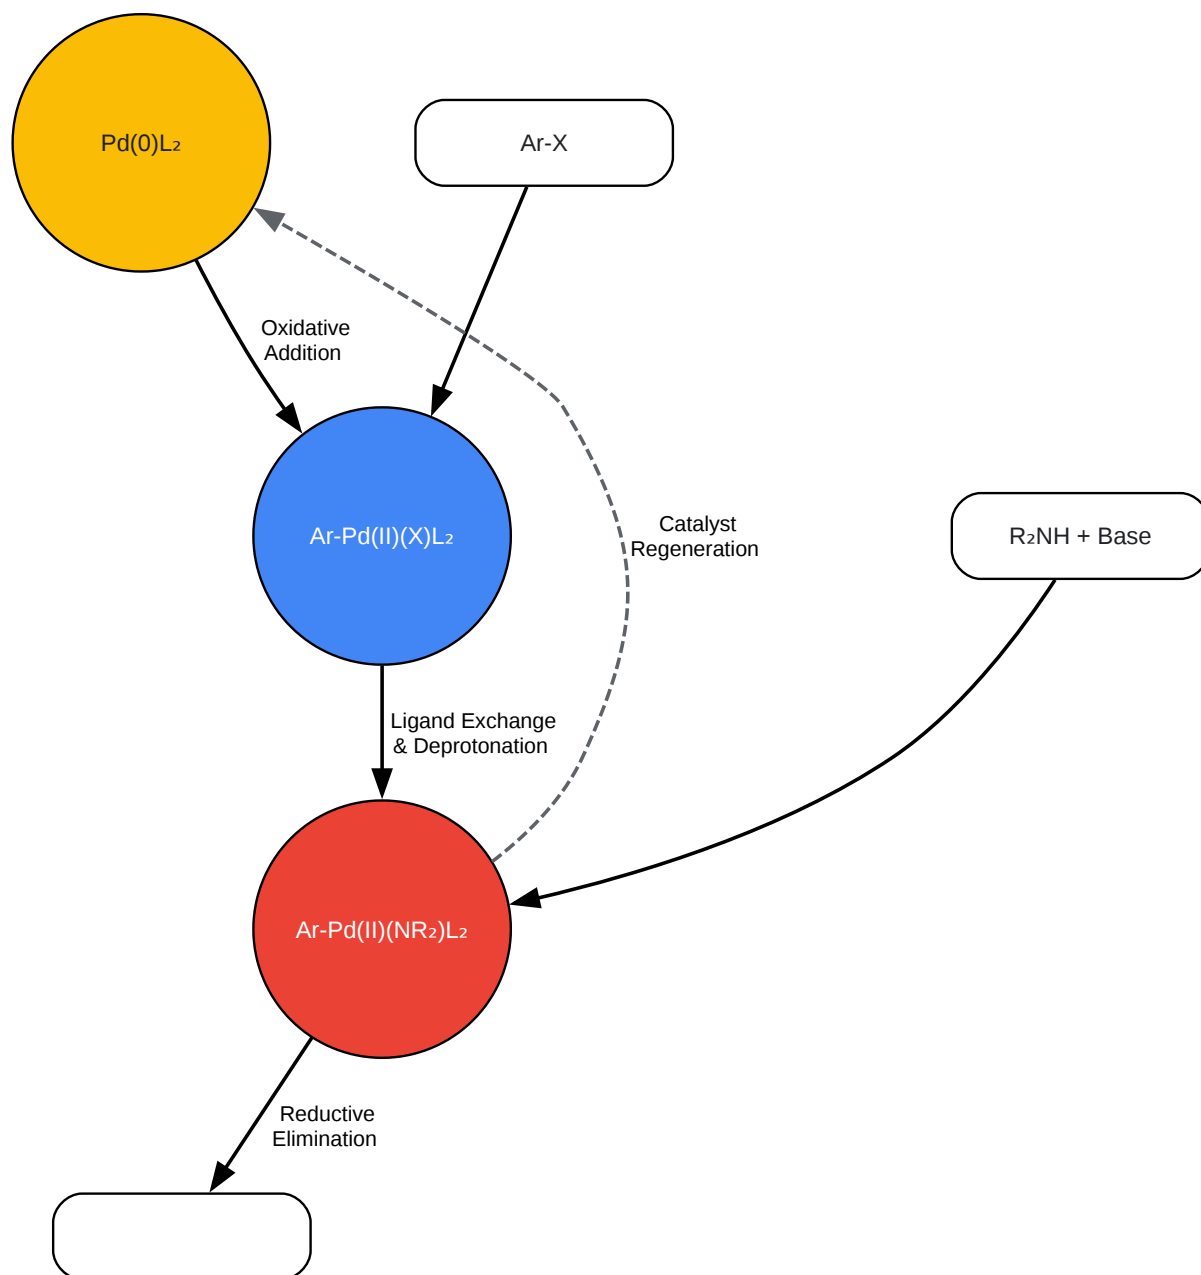 Pd(0)L₂
Ar-X
Oxidative
Addition
Ar-Pd(II)(X)L₂
Catalyst
Regeneration
R₂NH + Base
Ligand Exchange
& Deprotonation
Ar-Pd(II)(NR₂)L₂
Reductive
Elimination